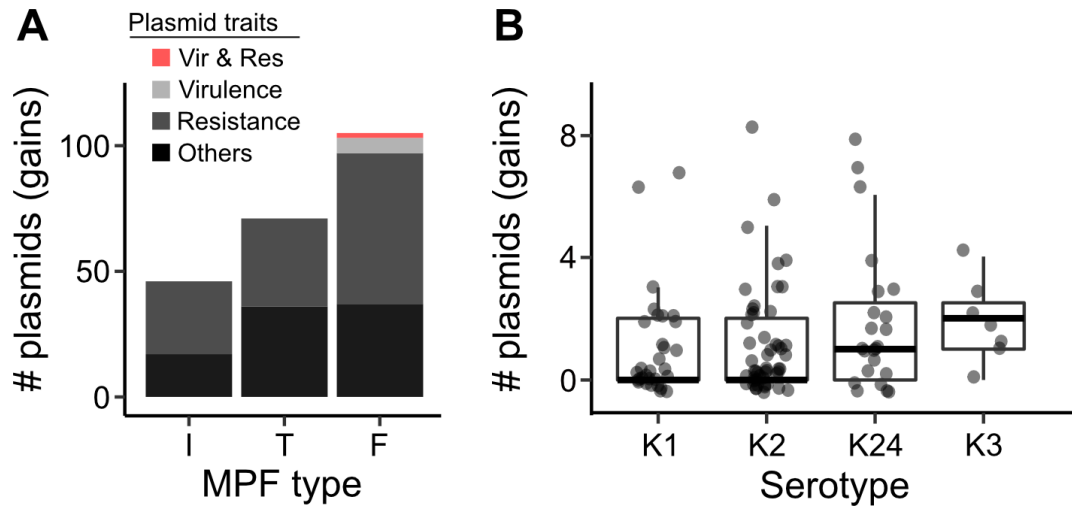 A
Plasmid traits
Vir & Res
Virulence
Resistance
Others
# plasmids (gains)
100
50
0
I T F
MPF type
B
# plasmids (gains)
8
4
0
K1 K2 K24 K3
Serotype